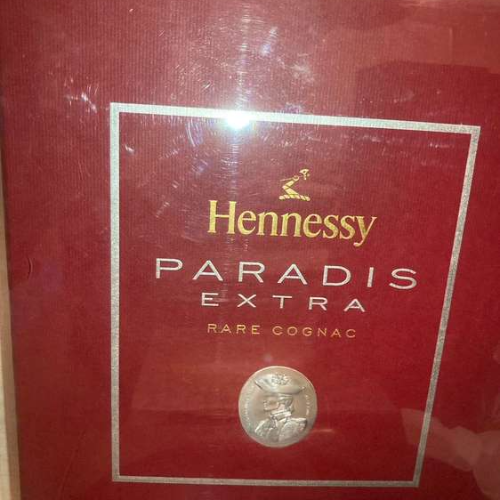 Hennessy
PARADIS
EXTRA
RARE COGNAC